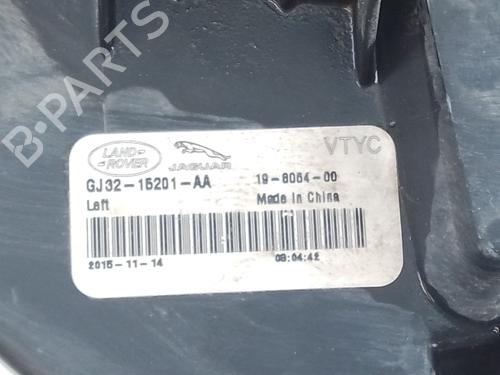 B-PARTS
LAND-
ROVER
JAGUAR
VTYC
GJ32-15201-AA 19-8054-00
Left Made in China
2015-11-14 08:04:42